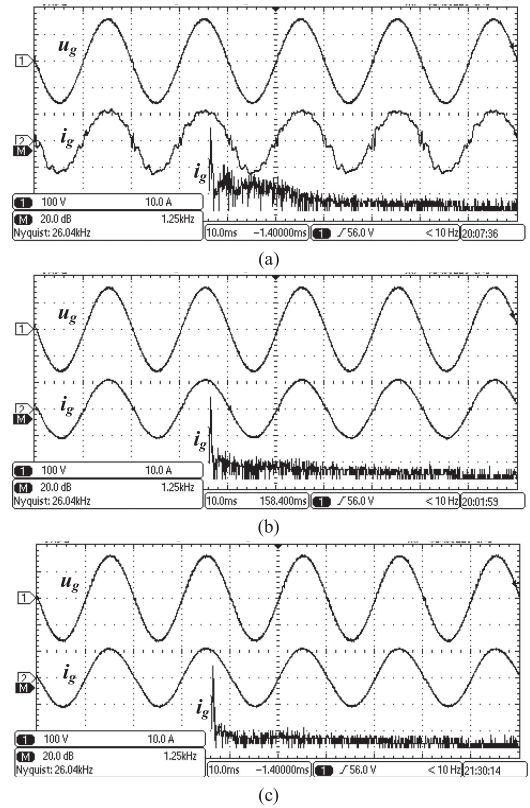 u_g
1
2
i_g
M
i_g
1 100 V 10.0 A
M 20.0 dB 1.25kHz
Nyquist: 26.04kHz 10.0ms −1.40000ms 1 ∕ 56.0 V < 10 Hz 20:07:36
(a)
u_g
1
2
i_g
M
i_g
1 100 V 10.0 A
M 20.0 dB 1.25kHz
Nyquist: 26.04kHz 10.0ms 158.400ms 1 ∕ 56.0 V < 10 Hz 20:01:59
(b)
u_g
1
2
i_g
M
i_g
1 100 V 10.0 A
M 20.0 dB 1.25kHz
Nyquist: 26.04kHz 10.0ms −1.40000ms 1 ∕ 56.0 V < 10 Hz 21:30:14
(c)